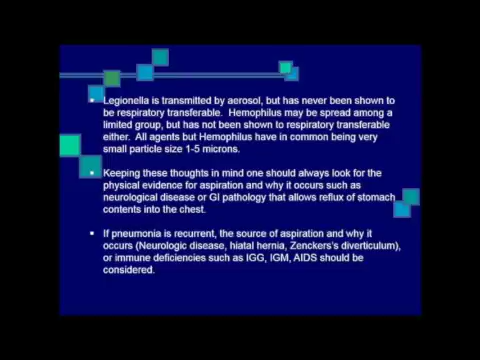 Legionella is transmitted by aerosol, but has never been shown to
be respiratory transferable. Hemophilus may be spread among a
limited group, but has not been shown to respiratory transferable
either. All agents but Hemophilus have in common being very
small particle size 1-5 microns.
Keeping these thoughts in mind one should always look for the
physical evidence for aspiration and why it occurs such as
neurological disease or GI pathology that allows reflux of stomach
contents into the chest.
If pneumonia is recurrent, the source of aspiration and why it
occurs (Neurologic disease, hiatal hernia, Zenckers's diverticulum),
or immune deficiencies such as IGG, IGM, AIDS should be
considered.